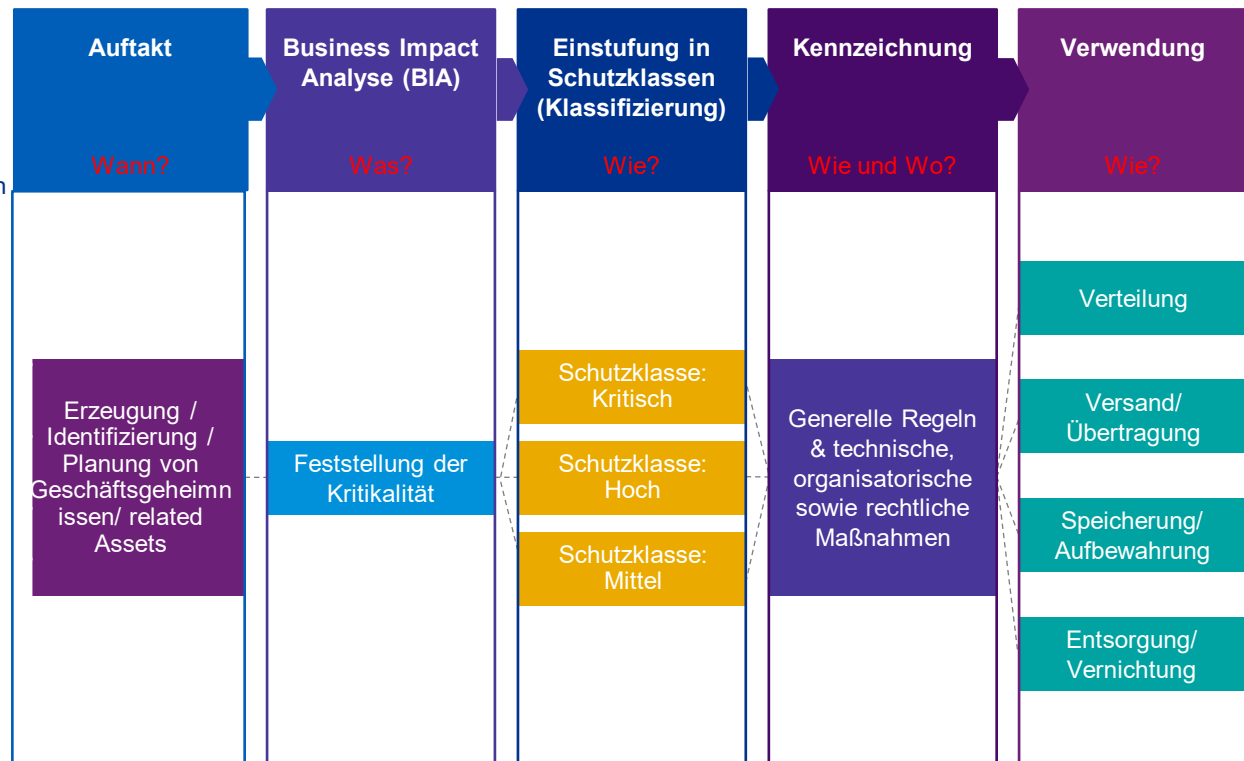 Auftakt
Wann?
Business Impact
Analyse (BIA)
Was?
Einstufung in
Schutzklassen
(Klassifizierung)
Wie?
Kennzeichnung
Wie und Wo?
Verwendung
Wie?
n
Erzeugung /
Identifizierung /
Planung von
Geschäftsgeheimn
issen/ related
Assets
Feststellung der
Kritikalität
Schutzklasse:
Kritisch
Schutzklasse:
Hoch
Schutzklasse:
Mittel
Generelle Regeln
& technische,
organisatorische
sowie rechtliche
Maßnahmen
Verteilung
Versand/
Übertragung
Speicherung/
Aufbewahrung
Entsorgung/
Vernichtung